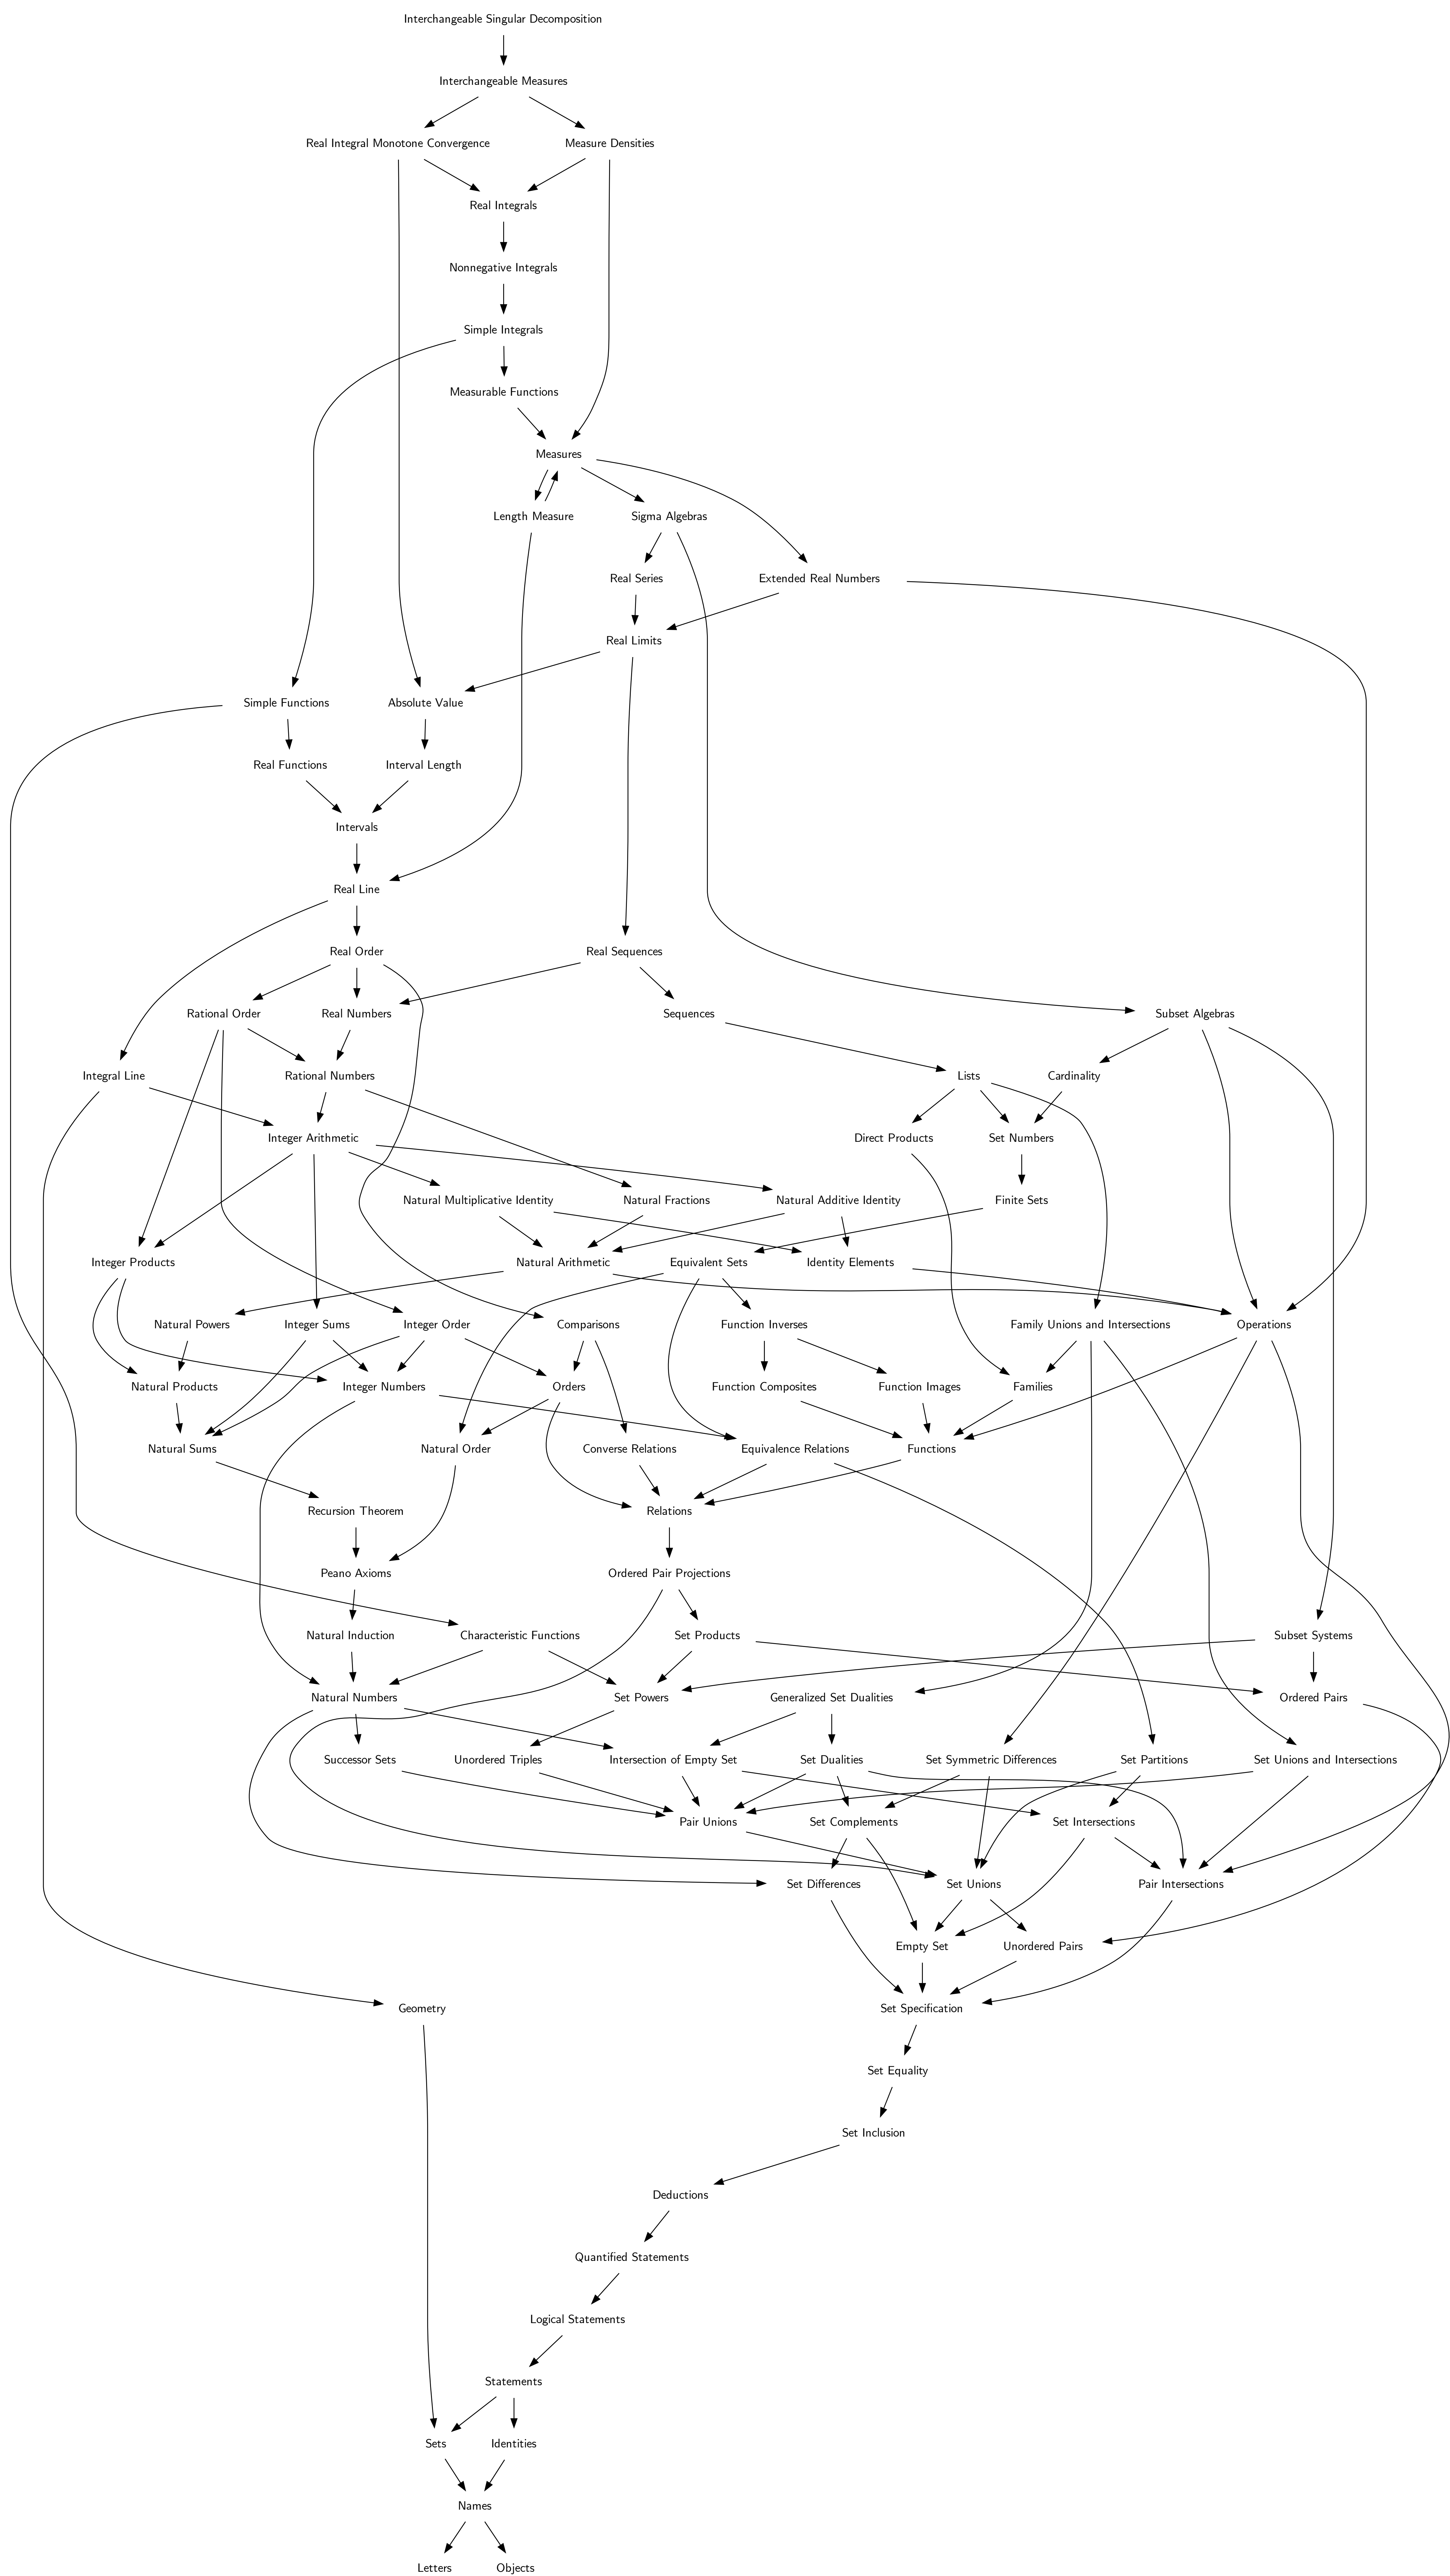 Interchangeable Singular Decomposition
Interchangeable Measures
Real Integral Monotone Convergence
Measure Densities
Real Integrals
Nonnegative Integrals
Simple Integrals
Measurable Functions
Measures
Length Measure
Sigma Algebras
Real Series
Extended Real Numbers
Real Limits
Simple Functions
Absolute Value
Real Functions
Interval Length
Intervals
Real Line
Real Order
Real Sequences
Rational Order
Real Numbers
Sequences
Subset Algebras
Integral Line
Rational Numbers
Lists
Cardinality
Integer Arithmetic
Direct Products
Set Numbers
Natural Multiplicative Identity
Natural Fractions
Natural Additive Identity
Finite Sets
Integer Products
Natural Arithmetic
Equivalent Sets
Identity Elements
Natural Powers
Integer Sums
Integer Order
Comparisons
Function Inverses
Family Unions and Intersections
Operations
Natural Products
Integer Numbers
Orders
Function Composites
Function Images
Families
Natural Sums
Natural Order
Converse Relations
Equivalence Relations
Functions
Recursion Theorem
Relations
Peano Axioms
Ordered Pair Projections
Natural Induction
Characteristic Functions
Set Products
Subset Systems
Natural Numbers
Set Powers
Generalized Set Dualities
Ordered Pairs
Successor Sets
Unordered Triples
Intersection of Empty Set
Set Dualities
Set Symmetric Differences
Set Partitions
Set Unions and Intersections
Pair Unions
Set Complements
Set Intersections
Set Differences
Set Unions
Pair Intersections
Empty Set
Unordered Pairs
Geometry
Set Specification
Set Equality
Set Inclusion
Deductions
Quantified Statements
Logical Statements
Statements
Sets
Identities
Names
Letters
Objects